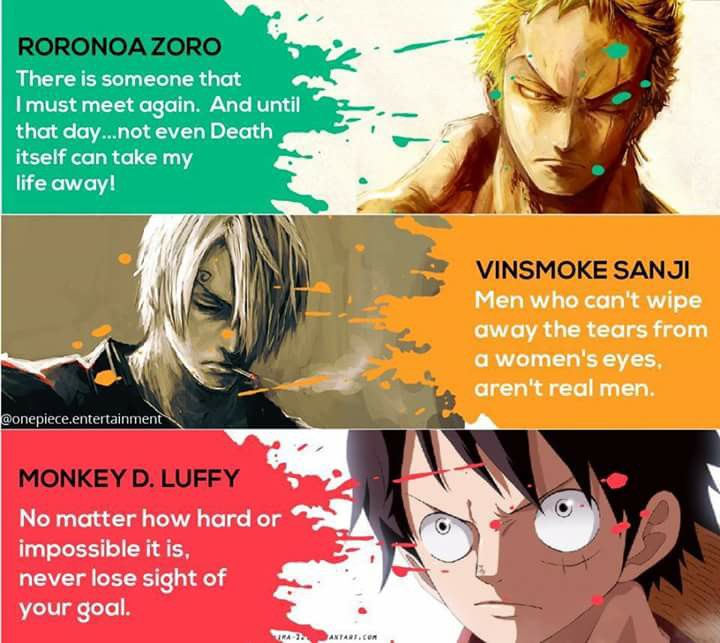 RORONOA ZORO
There is someone that
I must meet again. And until
that day...not even Death
itself can take my
life away!
VINSMOKE SANJI
Men who can't wipe
away the tears from
a women's eyes,
aren't real men.
@onepiece.entertainment
MONKEY D. LUFFY
No matter how hard or
impossible it is,
never lose sight of
your goal.